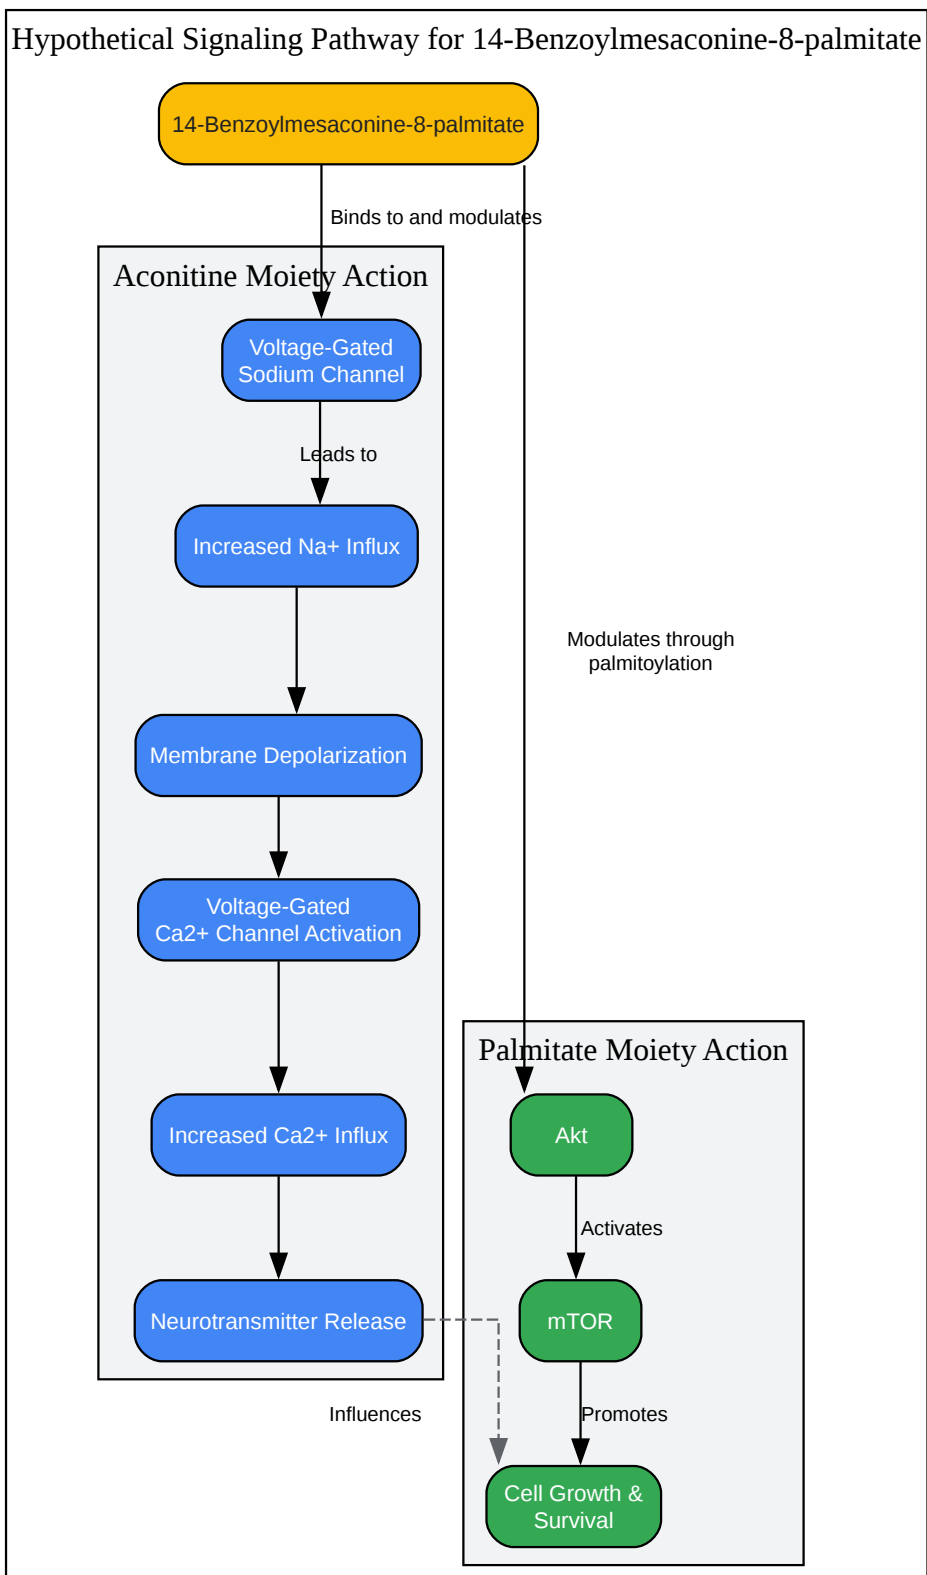 Hypothetical Signaling Pathway for 14-Benzoylmesaconine-8-palmitate
14-Benzoylmesaconine-8-palmitate
Binds to and modulates
Aconitine Moiety Action
Voltage-Gated
Sodium Channel
Leads to
Increased Na+ Influx
Modulates through
palmitoylation
Membrane Depolarization
Voltage-Gated
Ca2+ Channel Activation
Palmitate Moiety Action
Increased Ca2+ Influx
Akt
Activates
Neurotransmitter Release
mTOR
Influences
Promotes
Cell Growth &
Survival